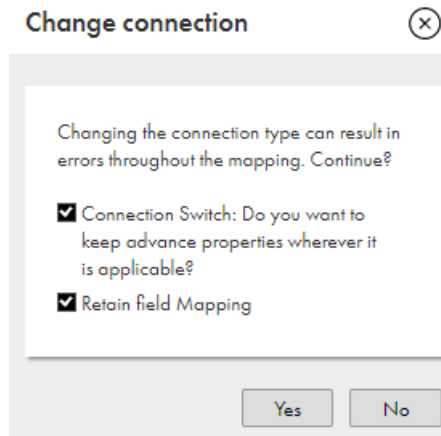 Change connection
Changing the connection type can result in
errors throughout the mapping. Continue?
Connection Switch: Do you want to
keep advance properties wherever it
is applicable?
Retain field Mapping
Yes No